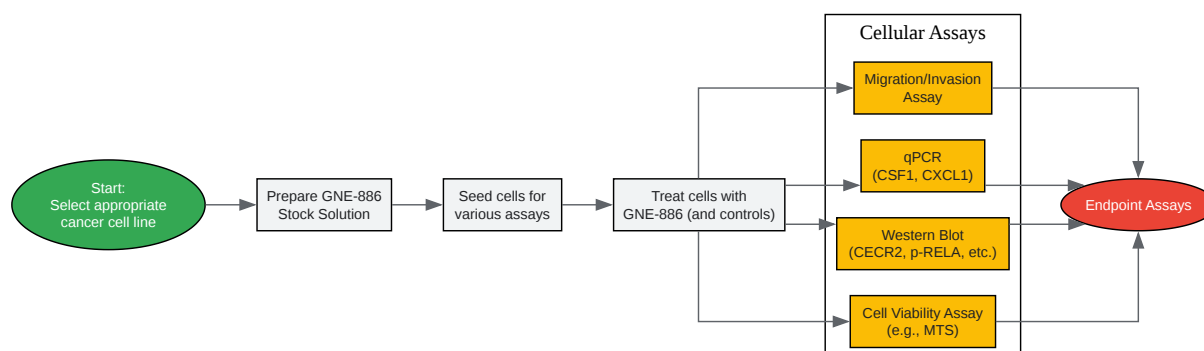 Cellular Assays
Start:
Select appropriate
cancer cell line
Prepare GNE-886
Stock Solution
Seed cells for
various assays
Treat cells with
GNE-886 (and controls)
Migration/Invasion
Assay
qPCR
(CSF1, CXCL1)
Western Blot
(CECR2, p-RELA, etc.)
Cell Viability Assay
(e.g., MTS)
Endpoint Assays